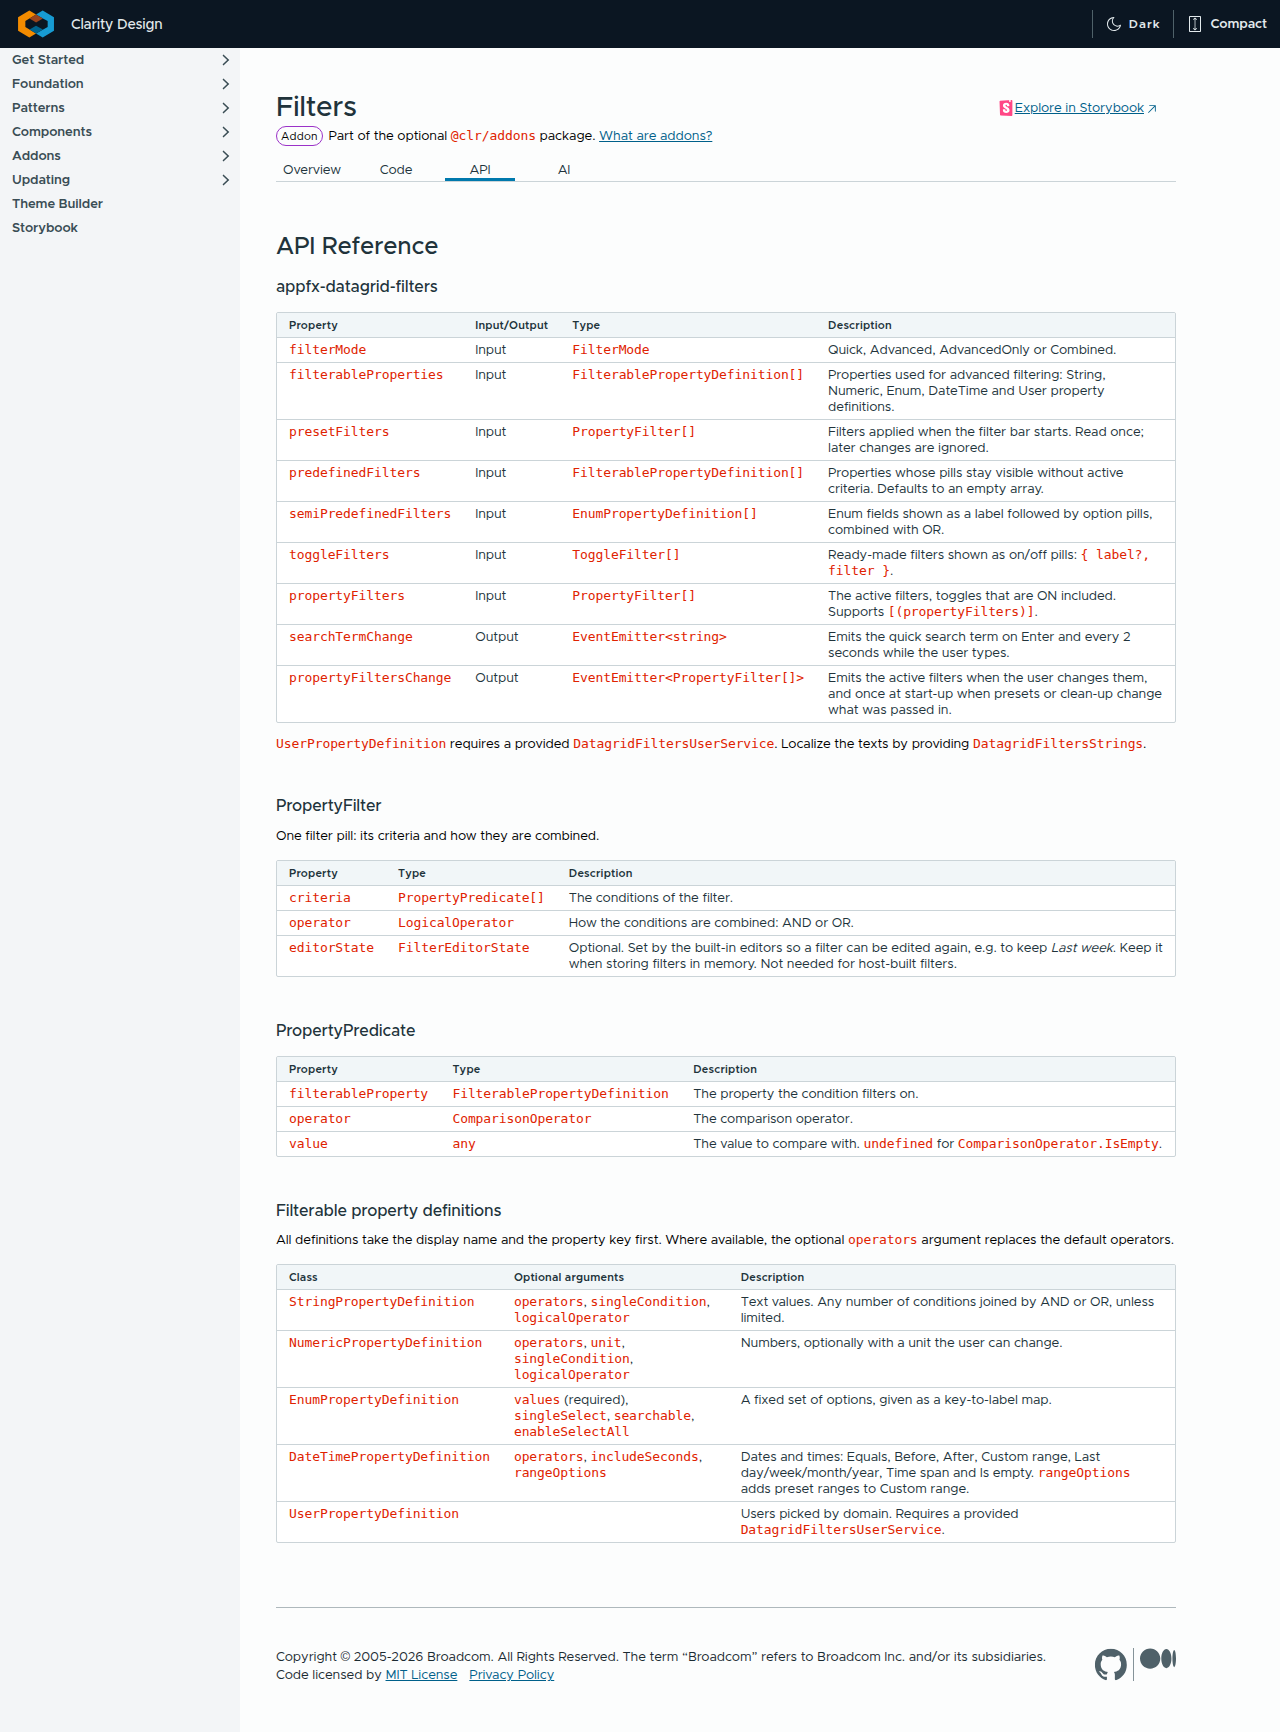 Clarity Design
Dark
Compact
Get Started
Foundation
Patterns
Components
Addons
Updating
Theme Builder
Storybook
Filters
Explore in Storybook
Addon Part of the optional @clr/addons package. What are addons?
Overview Code API AI
API Reference
appfx-datagrid-filters
Property Input/Output Type Description
filterMode Input FilterMode Quick, Advanced, AdvancedOnly or Combined.
filterableProperties Input FilterablePropertyDefinition[] Properties used for advanced filtering: String,
Numeric, Enum, DateTime and User property
definitions.
presetFilters Input PropertyFilter[] Filters applied when the filter bar starts. Read once;
later changes are ignored.
predefinedFilters Input FilterablePropertyDefinition[] Properties whose pills stay visible without active
criteria. Defaults to an empty array.
semiPredefinedFilters Input EnumPropertyDefinition[] Enum fields shown as a label followed by option pills,
combined with OR.
toggleFilters Input ToggleFilter[] Ready-made filters shown as on/off pills: { label?,
filter }.
propertyFilters Input PropertyFilter[] The active filters, toggles that are ON included.
Supports [(propertyFilters)].
searchTermChange Output EventEmitter<string> Emits the quick search term on Enter and every 2
seconds while the user types.
propertyFiltersChange Output EventEmitter<PropertyFilter[]> Emits the active filters when the user changes them,
and once at start-up when presets or clean-up change
what was passed in.
UserPropertyDefinition requires a provided DatagridFiltersUserService. Localize the texts by providing DatagridFiltersStrings.
PropertyFilter
One filter pill: its criteria and how they are combined.
Property Type Description
criteria PropertyPredicate[] The conditions of the filter.
operator LogicalOperator How the conditions are combined: AND or OR.
editorState FilterEditorState Optional. Set by the built-in editors so a filter can be edited again, e.g. to keep Last week. Keep it
when storing filters in memory. Not needed for host-built filters.
PropertyPredicate
Property Type Description
filterableProperty FilterablePropertyDefinition The property the condition filters on.
operator ComparisonOperator The comparison operator.
value any The value to compare with. undefined for ComparisonOperator.IsEmpty.
Filterable property definitions
All definitions take the display name and the property key first. Where available, the optional operators argument replaces the default operators.
Class Optional arguments Description
StringPropertyDefinition operators, singleCondition, Text values. Any number of conditions joined by AND or OR, unless
logicalOperator limited.
NumericPropertyDefinition operators, unit, Numbers, optionally with a unit the user can change.
singleCondition,
logicalOperator
EnumPropertyDefinition values (required), A fixed set of options, given as a key-to-label map.
singleSelect, searchable,
enableSelectAll
DateTimePropertyDefinition operators, includeSeconds, Dates and times: Equals, Before, After, Custom range, Last
rangeOptions day/week/month/year, Time span and Is empty. rangeOptions
adds preset ranges to Custom range.
UserPropertyDefinition Users picked by domain. Requires a provided
DatagridFiltersUserService.
Copyright © 2005-2026 Broadcom. All Rights Reserved. The term “Broadcom” refers to Broadcom Inc. and/or its subsidiaries.
Code licensed by MIT License Privacy Policy